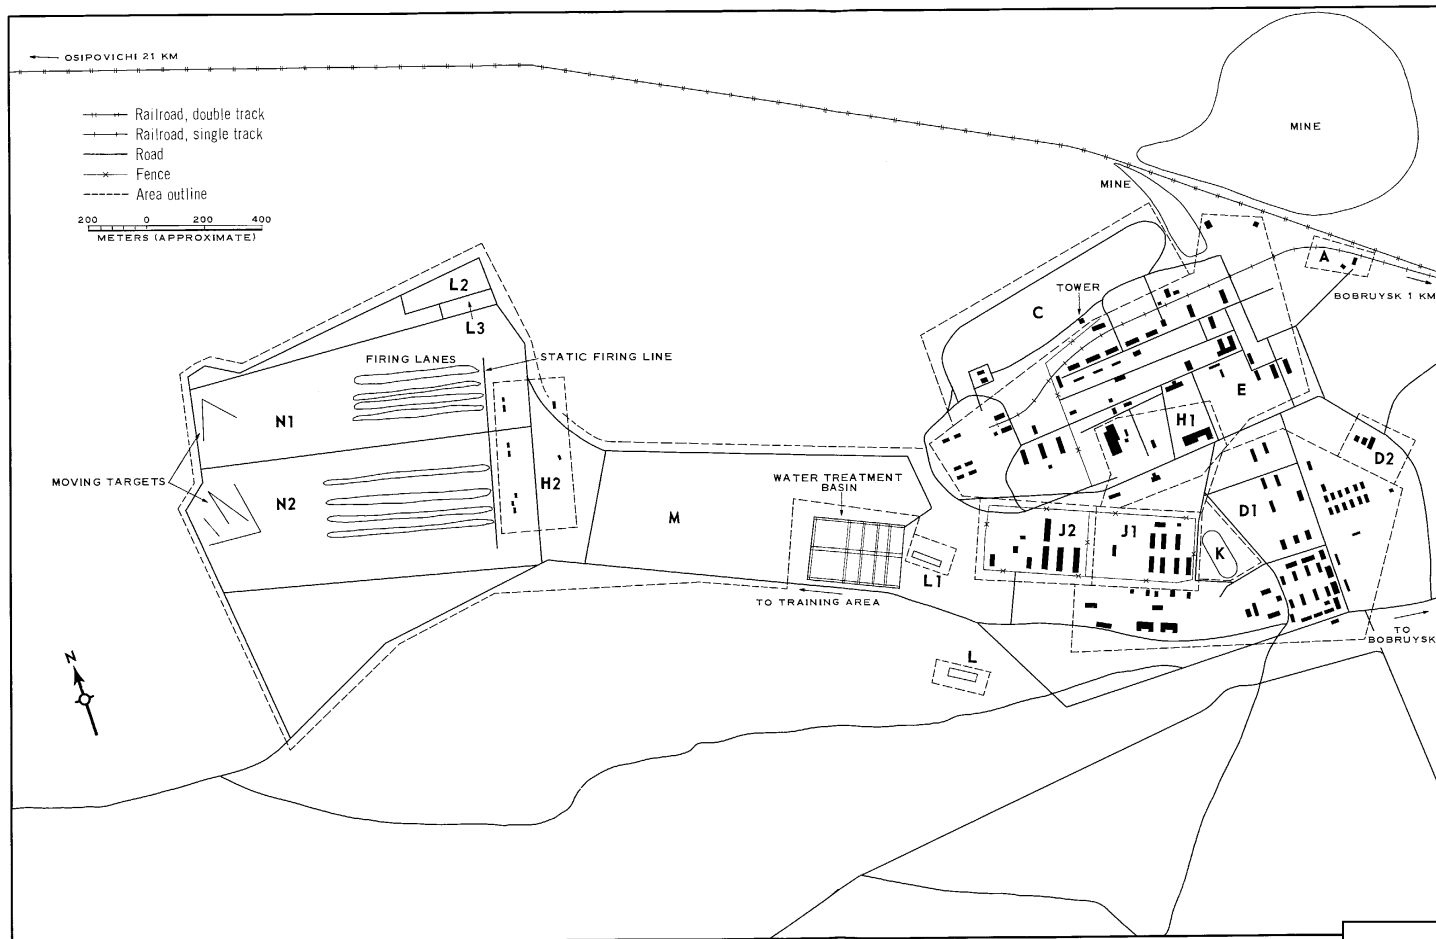 OSIPOVICHI 21 KM
Railroad, double track
Railroad, single track
Road
Fence
Area outline
200 0 200 400
METERS (APPROXIMATE)
MINE
MINE
A
BOBRUYSK 1 KM
L2
L3
TOWER
C
FIRING LANES
STATIC FIRING LINE
N1
E
H1
D2
MOVING TARGETS
N2
H2
WATER TREATMENT
BASIN
M
D1
J2
J1
K
L1
TO TRAINING AREA
TO
BOBRUYSK
L
N